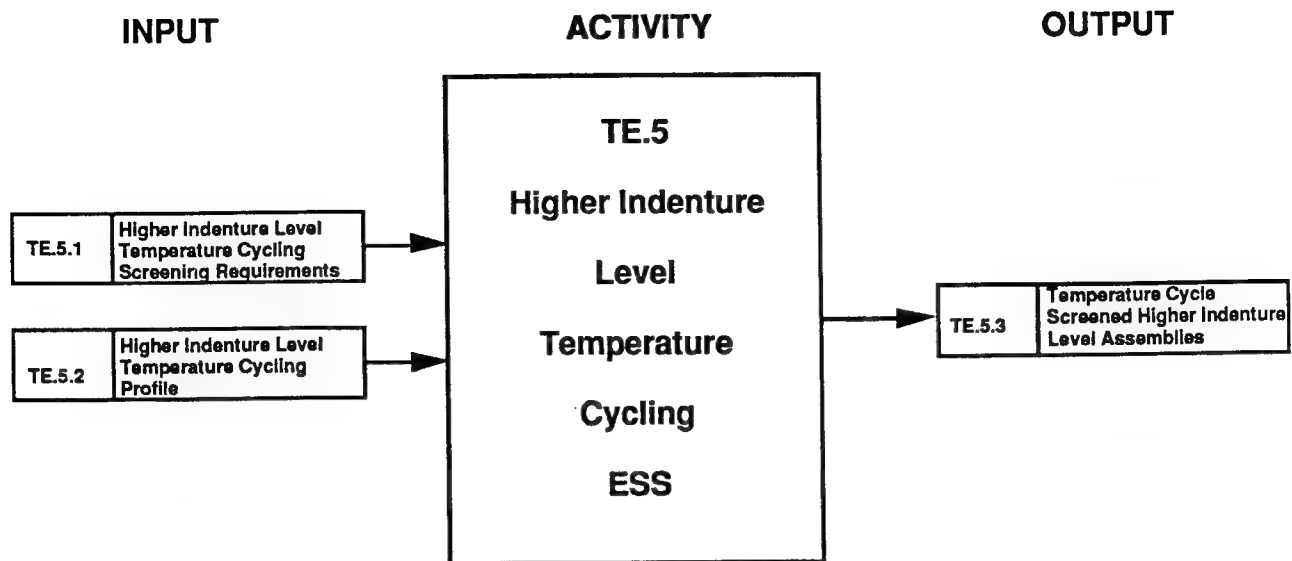 INPUT
ACTIVITY
OUTPUT
TE.5.1
Higher Indenture Level
Temperature Cycling
Screening Requirements
TE.5.2
Higher Indenture Level
Temperature Cycling
Profile
TE.5
Higher Indenture
Level
Temperature
Cycling
ESS
TE.5.3
Temperature Cycle
Screened Higher Indenture
Level Assemblies